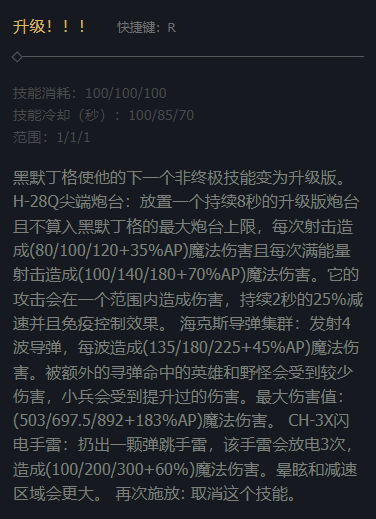 升级！！！ 快捷键：R
技能消耗：100/100/100
技能冷却（秒）：100/85/70
范围：1/1/1
黑默丁格使他的下一个非终极技能变为升级版。
H-28Q尖端炮台：放置一个持续8秒的升级版炮台
且不算入黑默丁格的最大炮台上限，每次射击造
成(80/100/120+35%AP)魔法伤害且每次满能量
射击造成(100/140/180+70%AP)魔法伤害。它的
攻击会在一个范围内造成伤害，持续2秒的25%减
速并且免疫控制效果。 海克斯导弹集群：发射4
波导弹，每波造成(135/180/225+45%AP)魔法伤
害。被额外的寻弹命中的英雄和野怪会受到较少
伤害，小兵会受到提升过的伤害。最大伤害值：
(503/697.5/892+183%AP)魔法伤害。 CH-3X闪
电手雷：扔出一颗弹跳手雷，该手雷会放电3次，
造成(100/200/300+60%)魔法伤害。晕眩和减速
区域会更大。 再次施放: 取消这个技能。